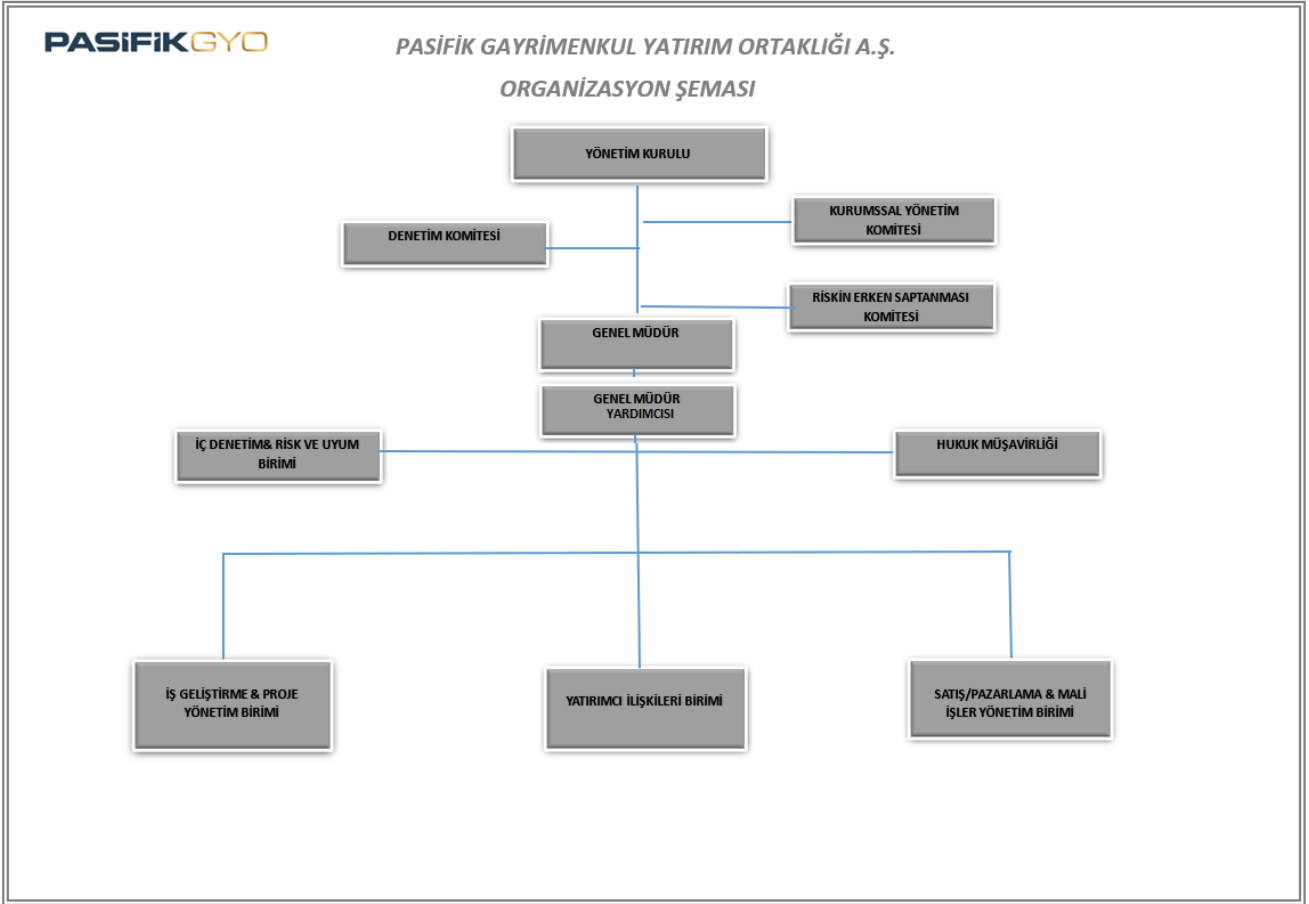 PASİFİKGYO
PASİFİK GAYRİMENKUL YATIRIM ORTAKLIĞI A.Ş.
ORGANİZASYON ŞEMASI
YÖNETİM KURULU
KURUMSSAL YÖNETİM
KOMİTESİ
DENETİM KOMİTESİ
RİSKİN ERKEN SAPTANMASI
KOMİTESİ
GENEL MÜDÜR
GENEL MÜDÜR
YARDIMCISI
İÇ DENETİM& RİSK VE UYUM
BİRİMİ
HUKUK MÜŞAVİRLİĞİ
İŞ GELİŞTİRME & PROJE
YÖNETİM BİRİMİ
YATIRIMCI İLİŞKİLERİ BİRİMİ
SATIŞ/PAZARLAMA & MALİ
İŞLER YÖNETİM BİRİMİ